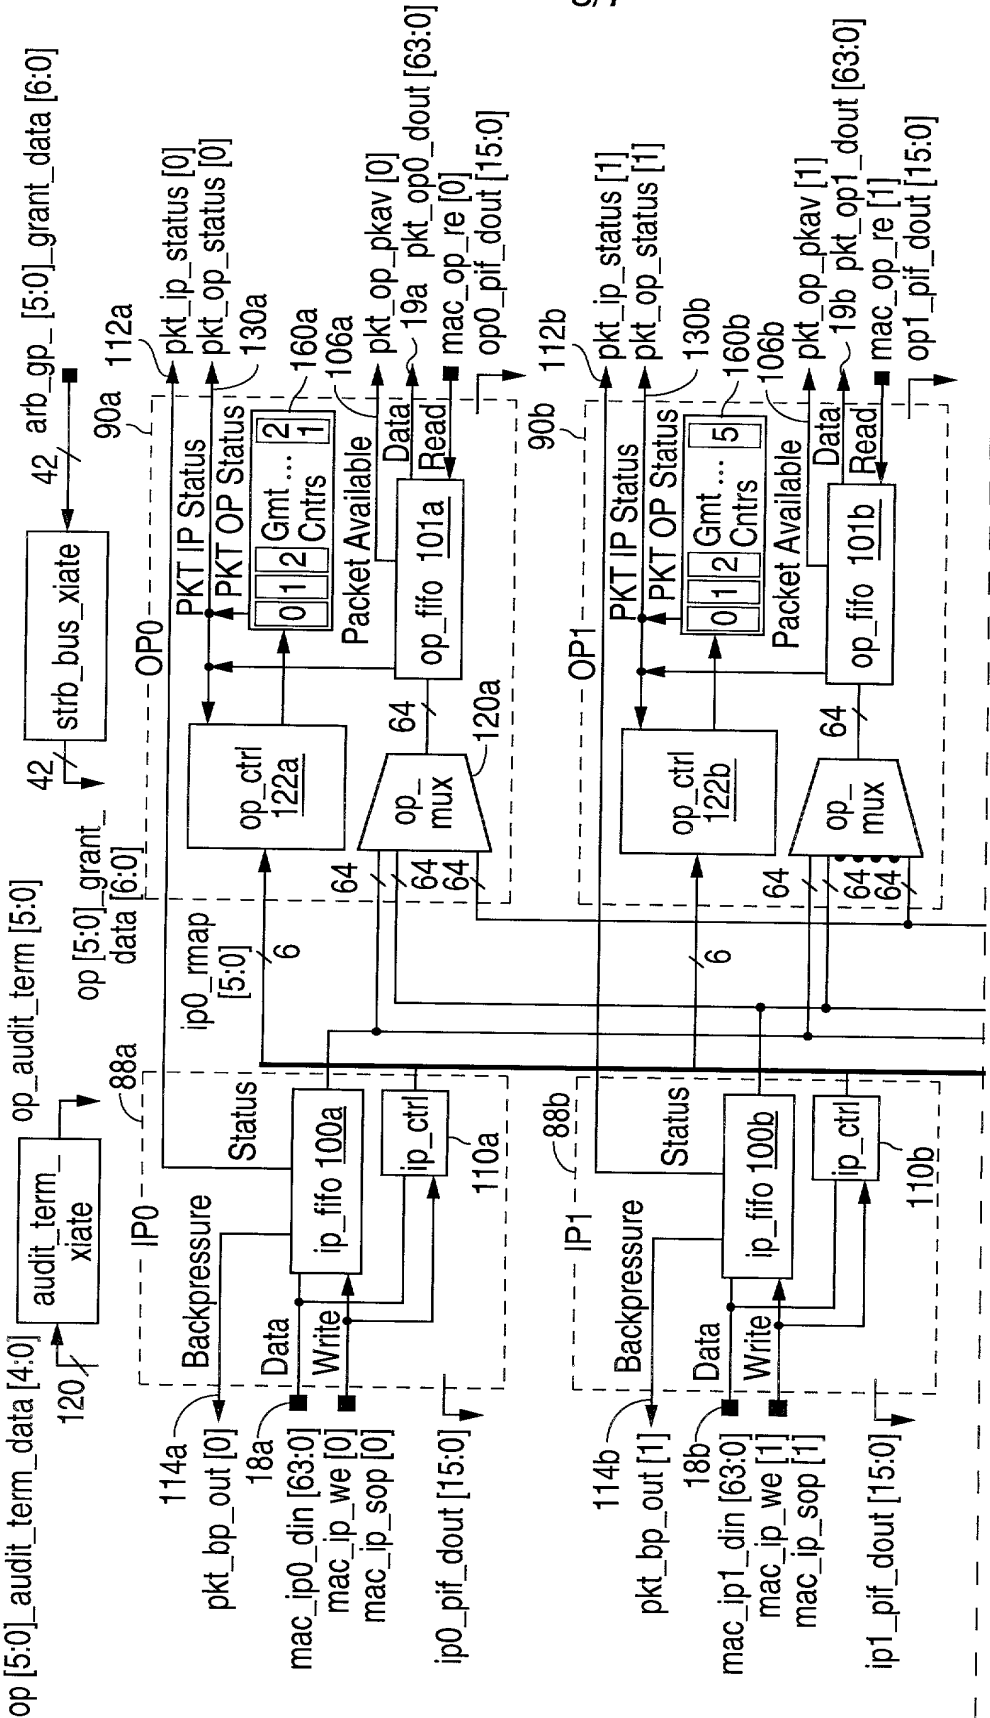 op [5:0]_audit_term_data [4:0]
120
audit_term_
xiate
op_audit_term [5:0]
op [5:0]_grant_
data [6:0]
42
strb_bus_xiate
42
arb_gp_ [5:0]_grant_data [6:0]
114a
pkt_bp_out [0]
18a
mac_ip0_din [63:0]
mac_ip_we [0]
mac_ip_sop [0]
ip0_pif_dout [15:0]
IP0
88a
Backpressure
Data
Write
Status
ip_fifo 100a
ip_ctrl
110a
ip0_rmap
[5:0]
6
64
64
64
OP0
90a
op_ctrl
122a
op_
mux
120a
64
op_fifo 101a
PKT IP Status
PKT OP Status
0 1 2 Gmt ... 2
Cntrs 1
Packet Available
Data
Read
112a
pkt_ip_status [0]
pkt_op_status [0]
130a
160a
106a
pkt_op_pkav [0]
19a pkt_op0_dout [63:0]
mac_op_re [0]
op0_pif_dout [15:0]
114b
pkt_bp_out [1]
18b
mac_ip1_din [63:0]
mac_ip_we [1]
mac_ip_sop [1]
ip1_pif_dout [15:0]
IP1
88b
Backpressure
Data
Write
Status
ip_fifo 100b
ip_ctrl
110b
6
64
64
64
OP1
90b
op_ctrl
122b
op_
mux
64
op_fifo 101b
PKT IP Status
PKT OP Status
0 1 2 Gmt ... 5
Cntrs
Packet Available
Data
Read
112b
pkt_ip_status [1]
pkt_op_status [1]
130b
160b
106b
pkt_op_pkav [1]
19b pkt_op1_dout [63:0]
mac_op_re [1]
op1_pif_dout [15:0]